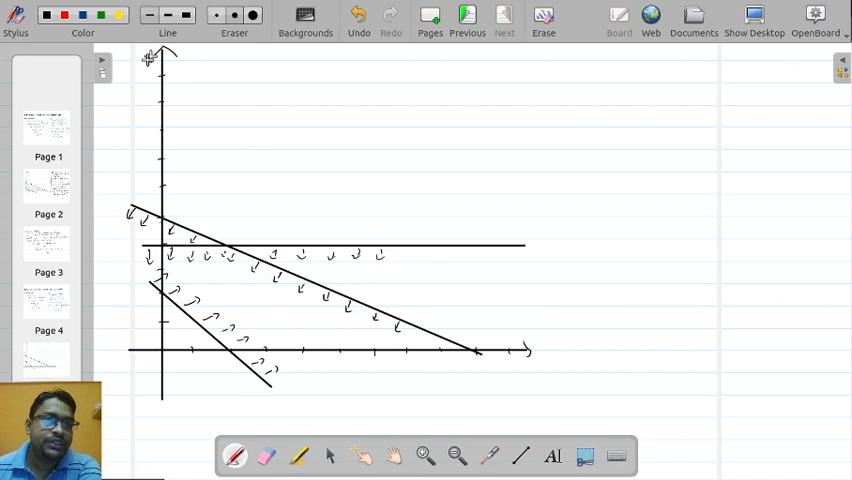 Stylus
Color
Line
Eraser
Backgrounds
Undo
Redo
Pages
Previous
Next
Erase
Board
Web
Documents
Show Desktop
OpenBoard
Page 1
Page 2
Page 3
Page 4
AI